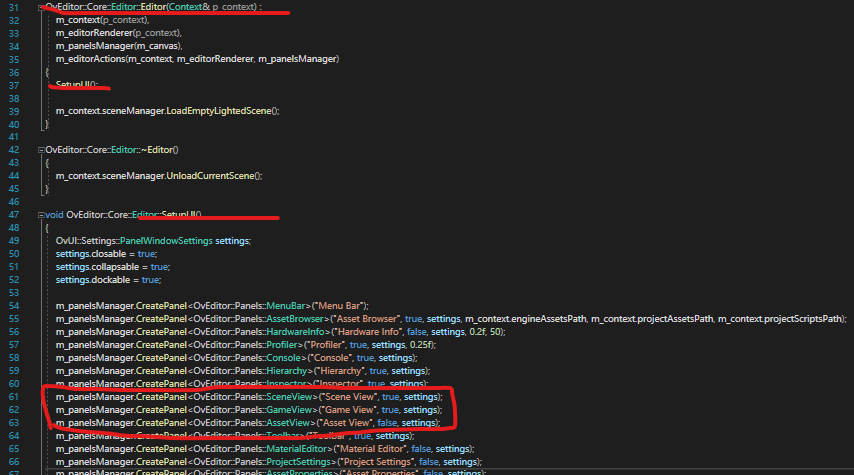 31 OvEditor::Core::Editor::Editor(Context& p_context) :
32 m_context(p_context),
33 m_editorRenderer(p_context),
34 m_panelsManager(m_canvas),
35 m_editorActions(m_context, m_editorRenderer, m_panelsManager)
36 {
37 SetupUI();
38
39 m_context.sceneManager.LoadEmptyLightedScene();
40 }
41
42 OvEditor::Core::Editor::~Editor()
43 {
44 m_context.sceneManager.UnloadCurrentScene();
45 }
46
47 void OvEditor::Core::Editor::SetupUI()
48 {
49 OvUI::Settings::PanelWindowSettings settings;
50 settings.closable = true;
51 settings.collapsable = true;
52 settings.dockable = true;
53
54 m_panelsManager.CreatePanel<OvEditor::Panels::MenuBar>("Menu Bar");
55 m_panelsManager.CreatePanel<OvEditor::Panels::AssetBrowser>("Asset Browser", true, settings, m_context.engineAssetsPath, m_context.projectAssetsPath, m_context.projectScriptsPath);
56 m_panelsManager.CreatePanel<OvEditor::Panels::HardwareInfo>("Hardware Info", false, settings, 0.2f, 50);
57 m_panelsManager.CreatePanel<OvEditor::Panels::Profiler>("Profiler", true, settings, 0.25f);
58 m_panelsManager.CreatePanel<OvEditor::Panels::Console>("Console", true, settings);
59 m_panelsManager.CreatePanel<OvEditor::Panels::Hierarchy>("Hierarchy", true, settings);
60 m_panelsManager.CreatePanel<OvEditor::Panels::Inspector>("Inspector", true, settings);
61 m_panelsManager.CreatePanel<OvEditor::Panels::SceneView>("Scene View", true, settings);
62 m_panelsManager.CreatePanel<OvEditor::Panels::GameView>("Game View", true, settings);
63 m_panelsManager.CreatePanel<OvEditor::Panels::AssetView>("Asset View", false, settings);
64 m_panelsManager.CreatePanel<OvEditor::Panels::Toolbar>("Toolbar", true, settings);
65 m_panelsManager.CreatePanel<OvEditor::Panels::MaterialEditor>("Material Editor", false, settings);
66 m_panelsManager.CreatePanel<OvEditor::Panels::ProjectSettings>("Project Settings", false, settings);
67 m_panelsManager.CreatePanel<OvEditor::Panels::AssetProperties>("Asset Properties", false, settings);